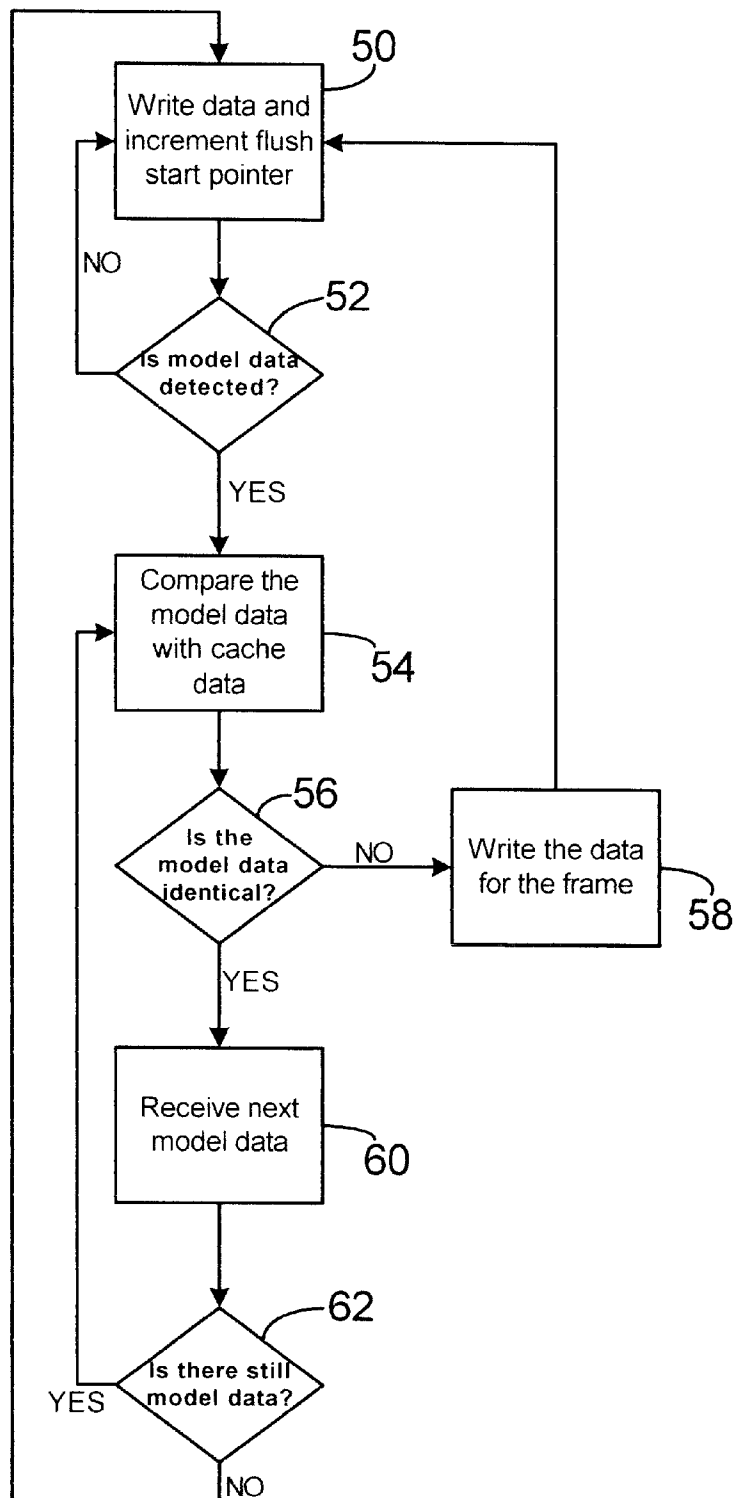 50
Write data and
increment flush
start pointer
NO
52
Is model data
detected?
YES
Compare the
model data
with cache
data
54
56
Is the
model data
identical?
NO
Write the data
for the frame
58
YES
Receive next
model data
60
62
Is there still
model data?
YES
NO